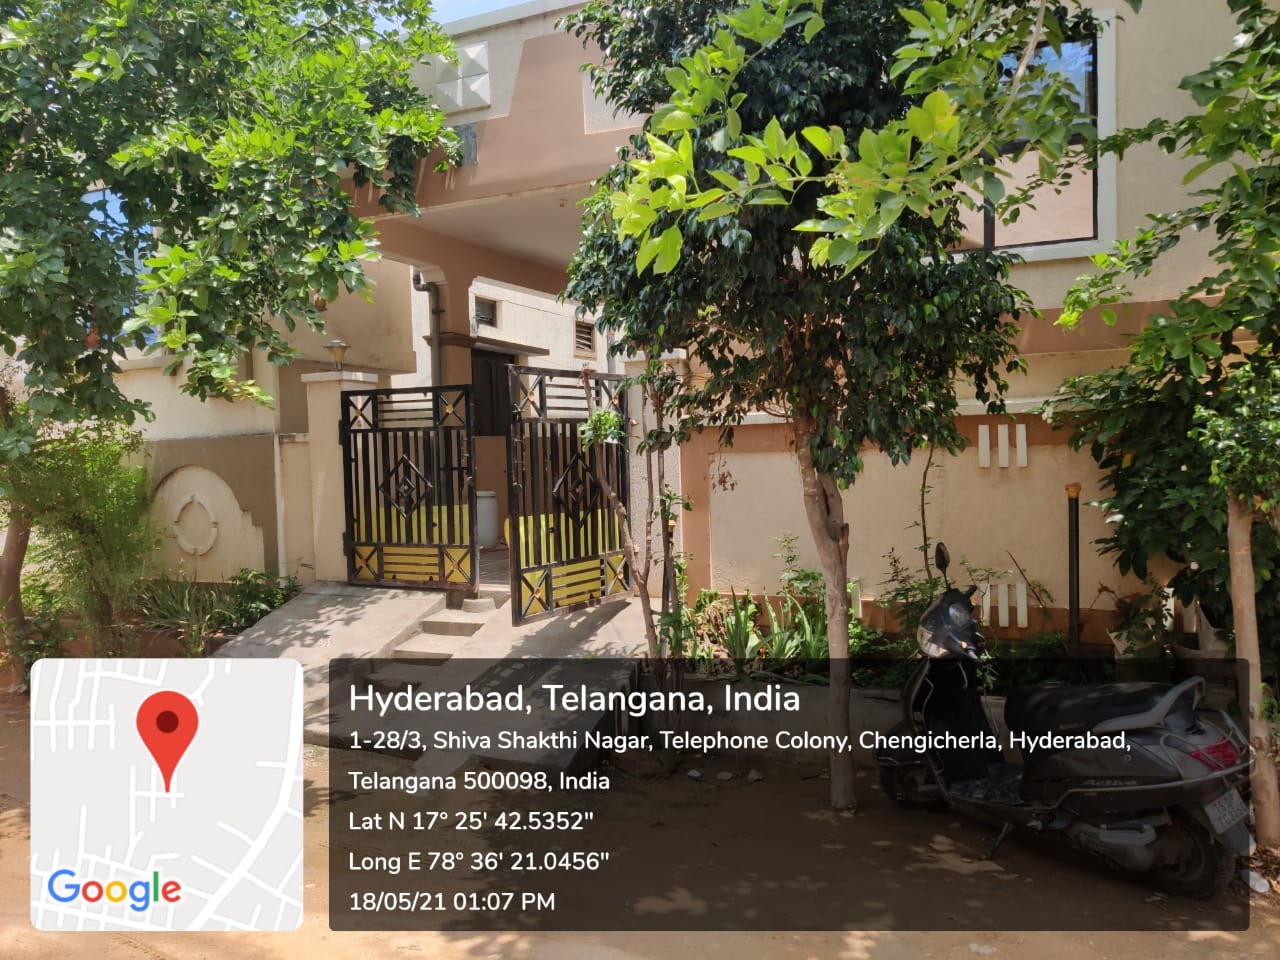 Hyderabad, Telangana, India
1-28/3, Shiva Shakthi Nagar, Telephone Colony, Chengicherla, Hyderabad,
Telangana 500098, India
Lat N 17° 25' 42.5352"
Long E 78° 36' 21.0456"
18/05/21 01:07 PM
Google
Activa